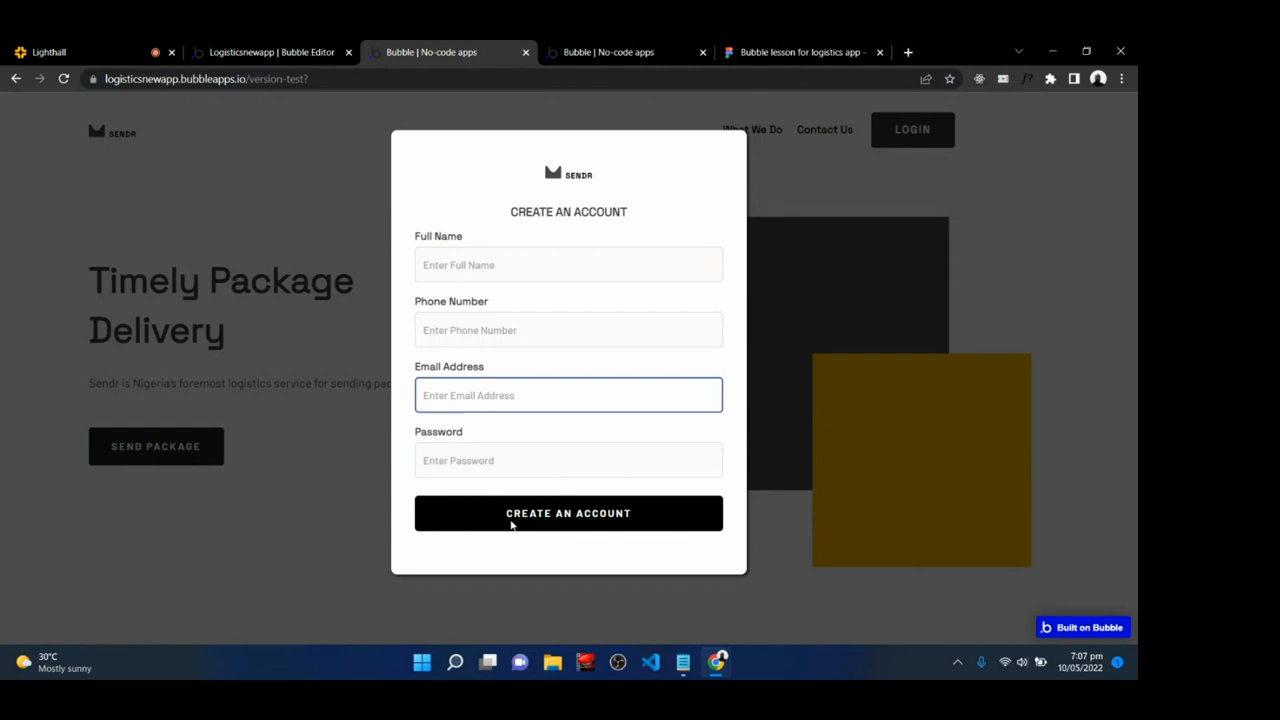 Lighthall
Logisticsnewapp | Bubble Editor
Bubble | No-code apps
Bubble | No-code apps
Bubble lesson for logistics app -
logisticsnewapp.bubbleapps.io/version-test?
SENDR
What We Do
Contact Us
LOGIN
SENDR
CREATE AN ACCOUNT
Full Name
Enter Full Name
Phone Number
Enter Phone Number
Email Address
Enter Email Address
Password
Enter Password
CREATE AN ACCOUNT
Timely Package
Delivery
Sendr is Nigeria's foremost logistics service for sending pac
SEND PACKAGE
Built on Bubble
30°C
Mostly sunny
7:07 pm
10/05/2022
1